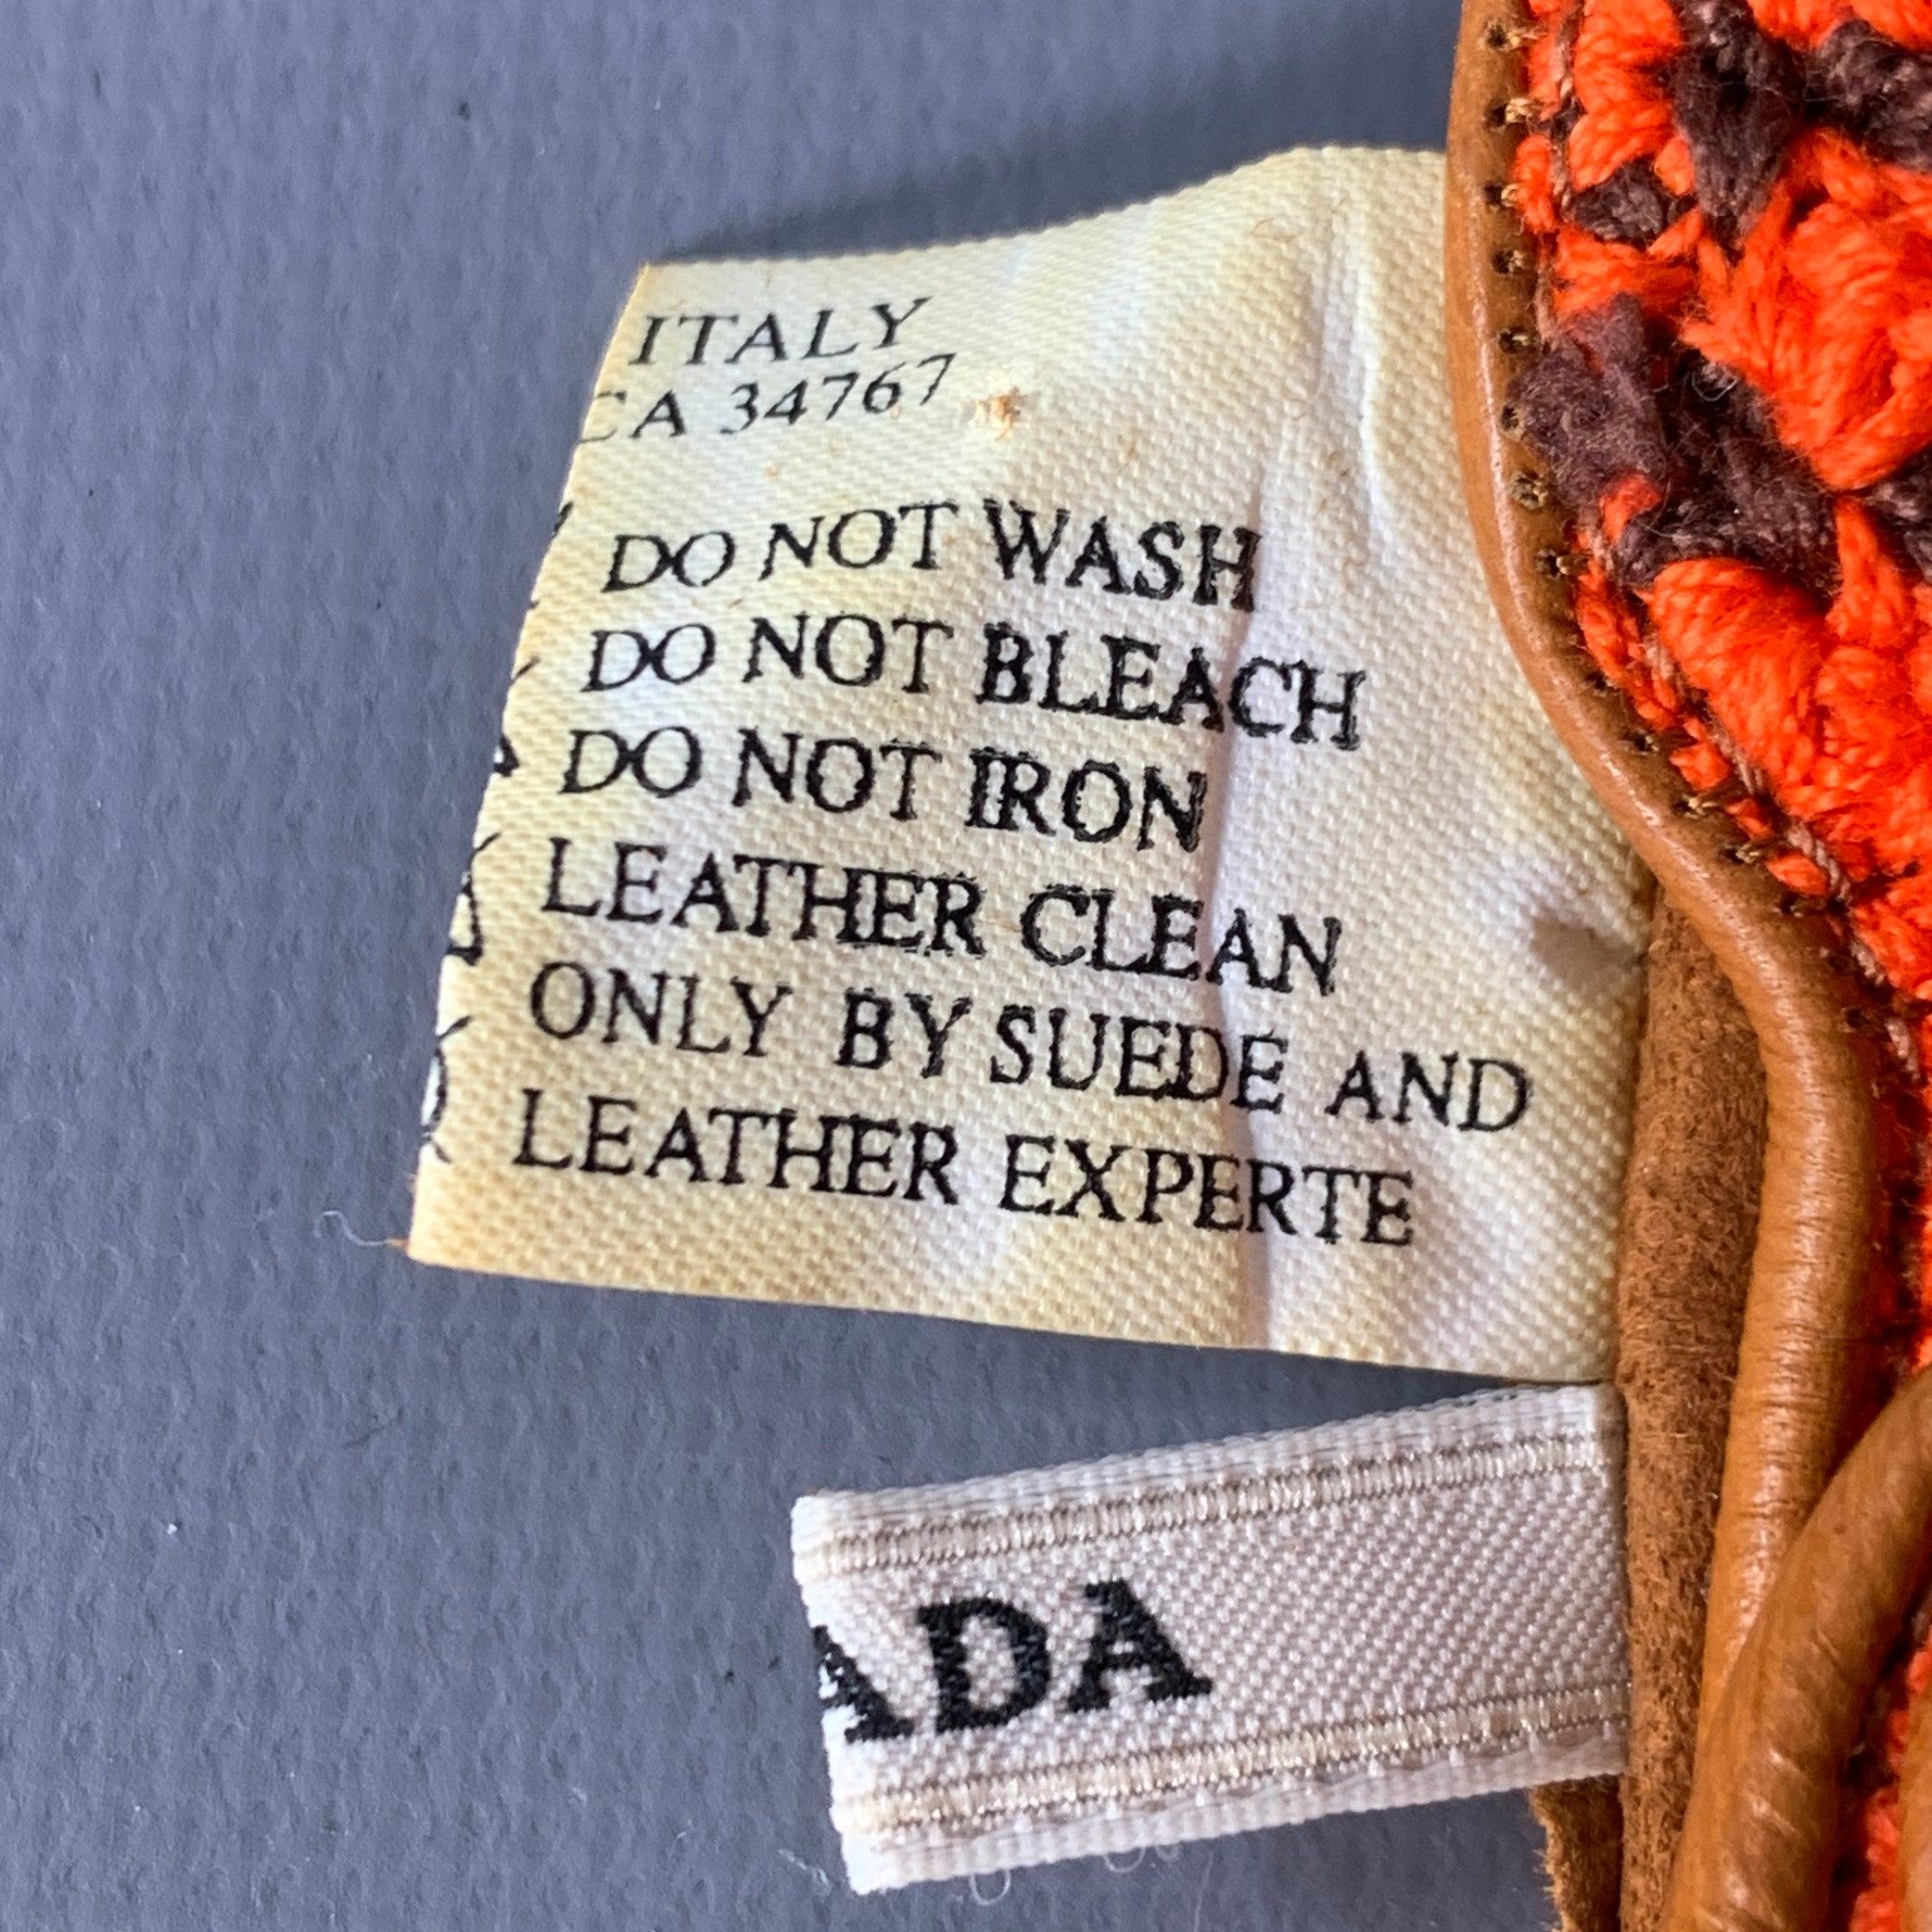 ITALY
CA 34767
DO NOT WASH
DO NOT BLEACH
DO NOT IRON
LEATHER CLEAN
ONLY BY SUEDE AND
LEATHER EXPERTE
ADA